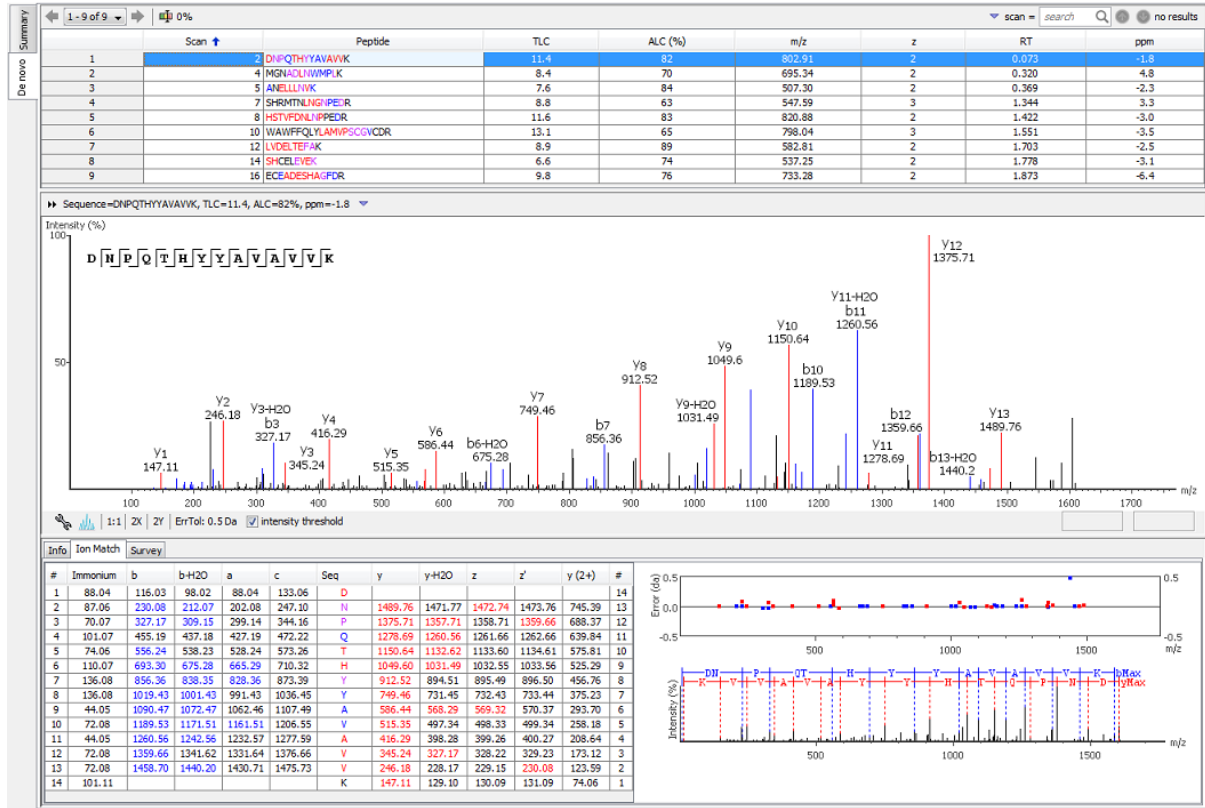 Summary
De novo
1 - 9 of 9 0% scan = search no results
Scan Peptide TLC ALC (%) m/z z RT ppm
1 2 DNPQTHYYAVAVVK 11.4 82 802.91 2 0.073 -1.8
2 4 MGNADLNWMPLK 8.4 70 695.34 2 0.320 4.8
3 5 ANELLLNVK 7.6 84 507.30 2 0.369 -2.3
4 7 SHRMTNLNGNPEDR 8.8 63 547.59 3 1.344 3.3
5 8 HSTVFDNLNPPEDR 11.6 83 820.88 2 1.422 -3.0
6 10 WAWFFQLYLAMVPSCGVCDR 13.1 65 798.04 3 1.551 -3.5
7 12 LVDELTEFAK 8.9 89 582.81 2 1.703 -2.5
8 14 SHCELEVEK 6.6 74 537.25 2 1.778 -3.1
9 16 ECEADESHAGFDR 9.8 76 733.28 2 1.873 -6.4
Sequence=DNPQTHYYAVAVVK, TLC=11.4, ALC=82%, ppm=-1.8
Intensity (%)
100
50
D N P Q T H Y Y A V A V V K
y1
147.11
y2
246.18
y3-H2O
b3
327.17
y3
345.24
y4
416.29
y5
515.35
y6
586.44
b6-H2O
675.28
y7
749.46
b7
856.36
y8
912.52
y9-H2O
1031.49
y9
1049.6
y10
1150.64
b10
1189.53
y11-H2O
b11
1260.56
y11
1278.69
b12
1359.66
y12
1375.71
b13-H2O
1440.2
y13
1489.76
100 200 300 400 500 600 700 800 900 1000 1100 1200 1300 1400 1500 1600 1700 m/z
1:1 2X 2Y ErrTol: 0.5 Da intensity threshold
Info Ion Match Survey
# Immonium b b-H2O a c Seq y y-H2O z z' y (2+) #
1 88.04 116.03 98.02 88.04 133.06 D 14
2 87.06 230.08 212.07 202.08 247.10 N 1489.76 1471.77 1472.74 1473.76 745.39 13
3 70.07 327.17 309.15 299.14 344.16 P 1375.71 1357.71 1358.71 1359.66 688.37 12
4 101.07 455.19 437.18 427.19 472.22 Q 1278.69 1260.56 1261.66 1262.66 639.84 11
5 74.06 556.24 538.23 528.24 573.26 T 1150.64 1132.62 1133.60 1134.61 575.81 10
6 110.07 693.30 675.28 665.29 710.32 H 1049.60 1031.49 1032.55 1033.56 525.29 9
7 136.08 856.36 838.35 828.36 873.39 Y 912.52 894.51 895.49 896.50 456.76 8
8 136.08 1019.43 1001.43 991.43 1036.45 Y 749.46 731.45 732.43 733.44 375.23 7
9 44.05 1090.47 1072.47 1062.46 1107.49 A 586.44 568.29 569.32 570.37 293.70 6
10 72.08 1189.53 1171.51 1161.51 1206.55 V 515.35 497.34 498.33 499.34 258.18 5
11 44.05 1260.56 1242.56 1232.57 1277.59 A 416.29 398.28 399.26 400.27 208.64 4
12 72.08 1359.66 1341.62 1331.64 1376.66 V 345.24 327.17 328.22 329.23 173.12 3
13 72.08 1458.70 1440.20 1430.71 1475.73 V 246.18 228.17 229.15 230.08 123.59 2
14 101.11 K 147.11 129.10 130.09 131.09 74.06 1
Error (da)
0.5 0.5
0.0
-0.5 -0.5
500 1000 1500 m/z
Intensity (%)
DN P QT H Y Y A V A V V K bMax
K V V A V A Y Y H T Q P N D yMax
500 1000 1500 m/z